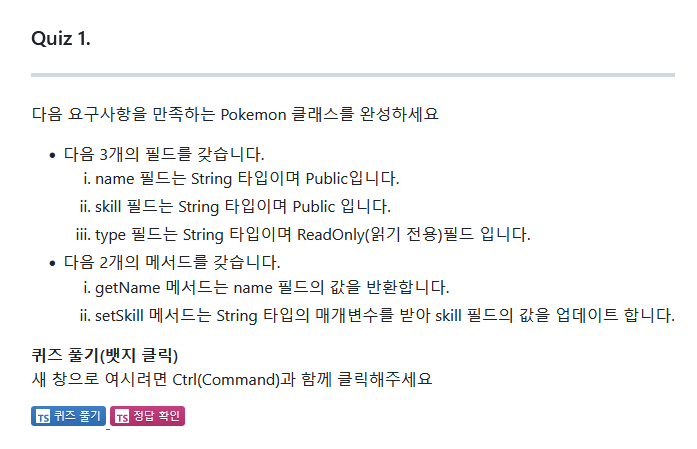 Quiz 1.
다음 요구사항을 만족하는 Pokemon 클래스를 완성하세요
• 다음 3개의 필드를 갖습니다.
i. name 필드는 String 타입이며 Public입니다.
ii. skill 필드는 String 타입이며 Public 입니다.
iii. type 필드는 String 타입이며 ReadOnly(읽기 전용)필드 입니다.
• 다음 2개의 메서드를 갖습니다.
i. getName 메서드는 name 필드의 값을 반환합니다.
ii. setSkill 메서드는 String 타입의 매개변수를 받아 skill 필드의 값을 업데이트 합니다.
퀴즈 풀기(뱃지 클릭)
새 창으로 여시려면 Ctrl(Command)과 함께 클릭해주세요
TS 퀴즈 풀기 TS 정답 확인